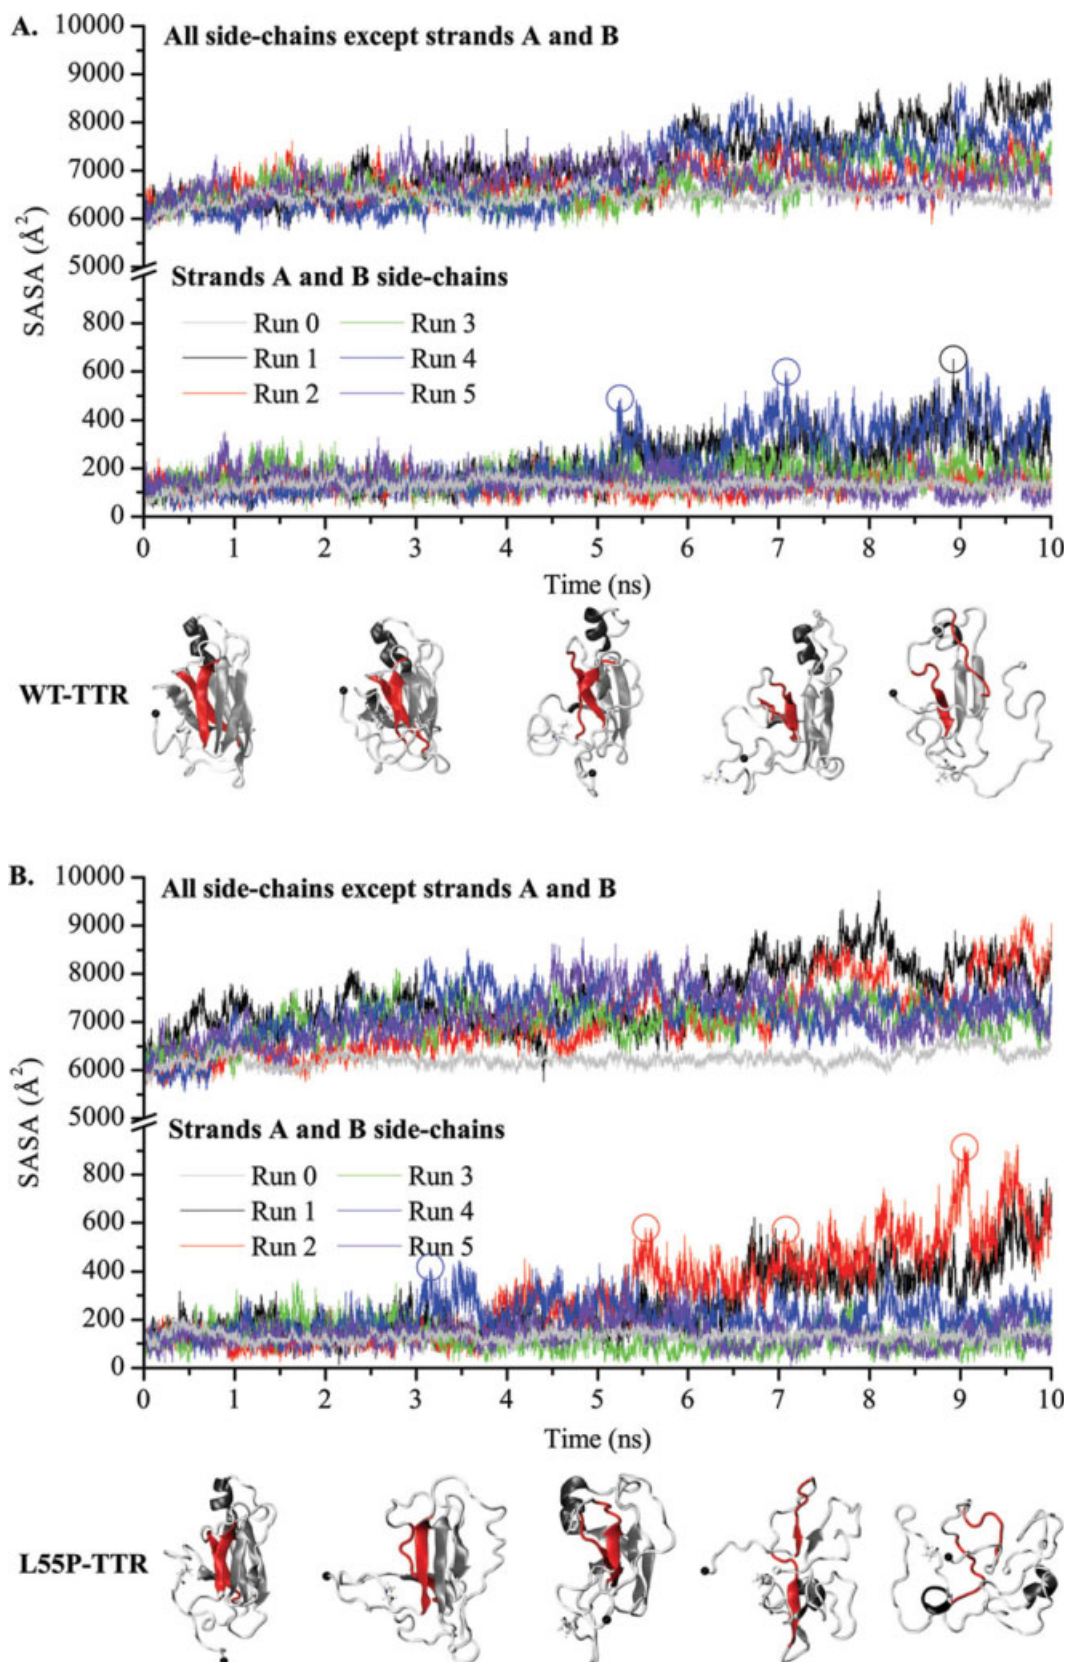 A.
10000
All side-chains except strands A and B
9000
8000
7000
6000
5000
SASA (Å²)
Strands A and B side-chains
800
Run 0
Run 3
600
Run 1
Run 4
400
Run 2
Run 5
200
0
0 1 2 3 4 5 6 7 8 9 10
Time (ns)
WT-TTR
B.
10000
All side-chains except strands A and B
9000
8000
7000
6000
5000
SASA (Å²)
Strands A and B side-chains
800
Run 0
Run 3
600
Run 1
Run 4
400
Run 2
Run 5
200
0
0 1 2 3 4 5 6 7 8 9 10
Time (ns)
L55P-TTR